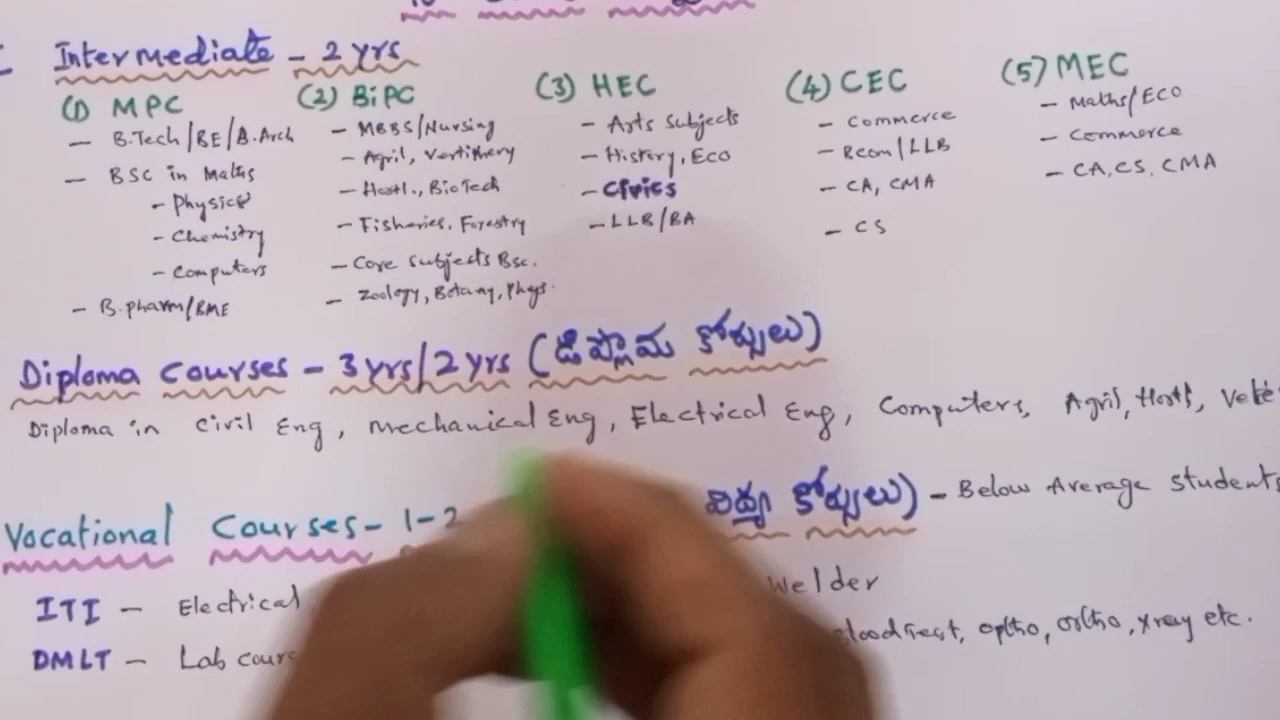 Intermediate - 2 yrs
(1) MPC
- B.Tech/BE/B.Arch
- BSC in Maths
- Physics
- Chemistry
- Computers
- B.pharm/BME
(2) BiPC
- MBBS/Nursing
- Agril, Vertinery
- Hortl., BioTech
- Fisheries, Forestry
- Core Subjects Bsc.
- Zoology, Botany, Phys.
(3) HEC
- Arts Subjects
- History, Eco
- Civics
- LLB/BA
(4) CEC
- Commerce
- Bcom/LLB
- CA, CMA
- CS
(5) MEC
- Maths/ECO
- Commerce
- CA, CS, CMA
Diploma Courses - 3 yrs/2 yrs (డిప్లొమ కోర్సులు)
Diploma in Civil Eng, Mechanical Eng, Electrical Eng, Computers, Agril, Hortl,
Vocational Courses - 1-2 విద్యా కోర్సులు) - Below Average Students
ITI - Electrical Welder
DMLT - Lab optho, ortho, xray etc.